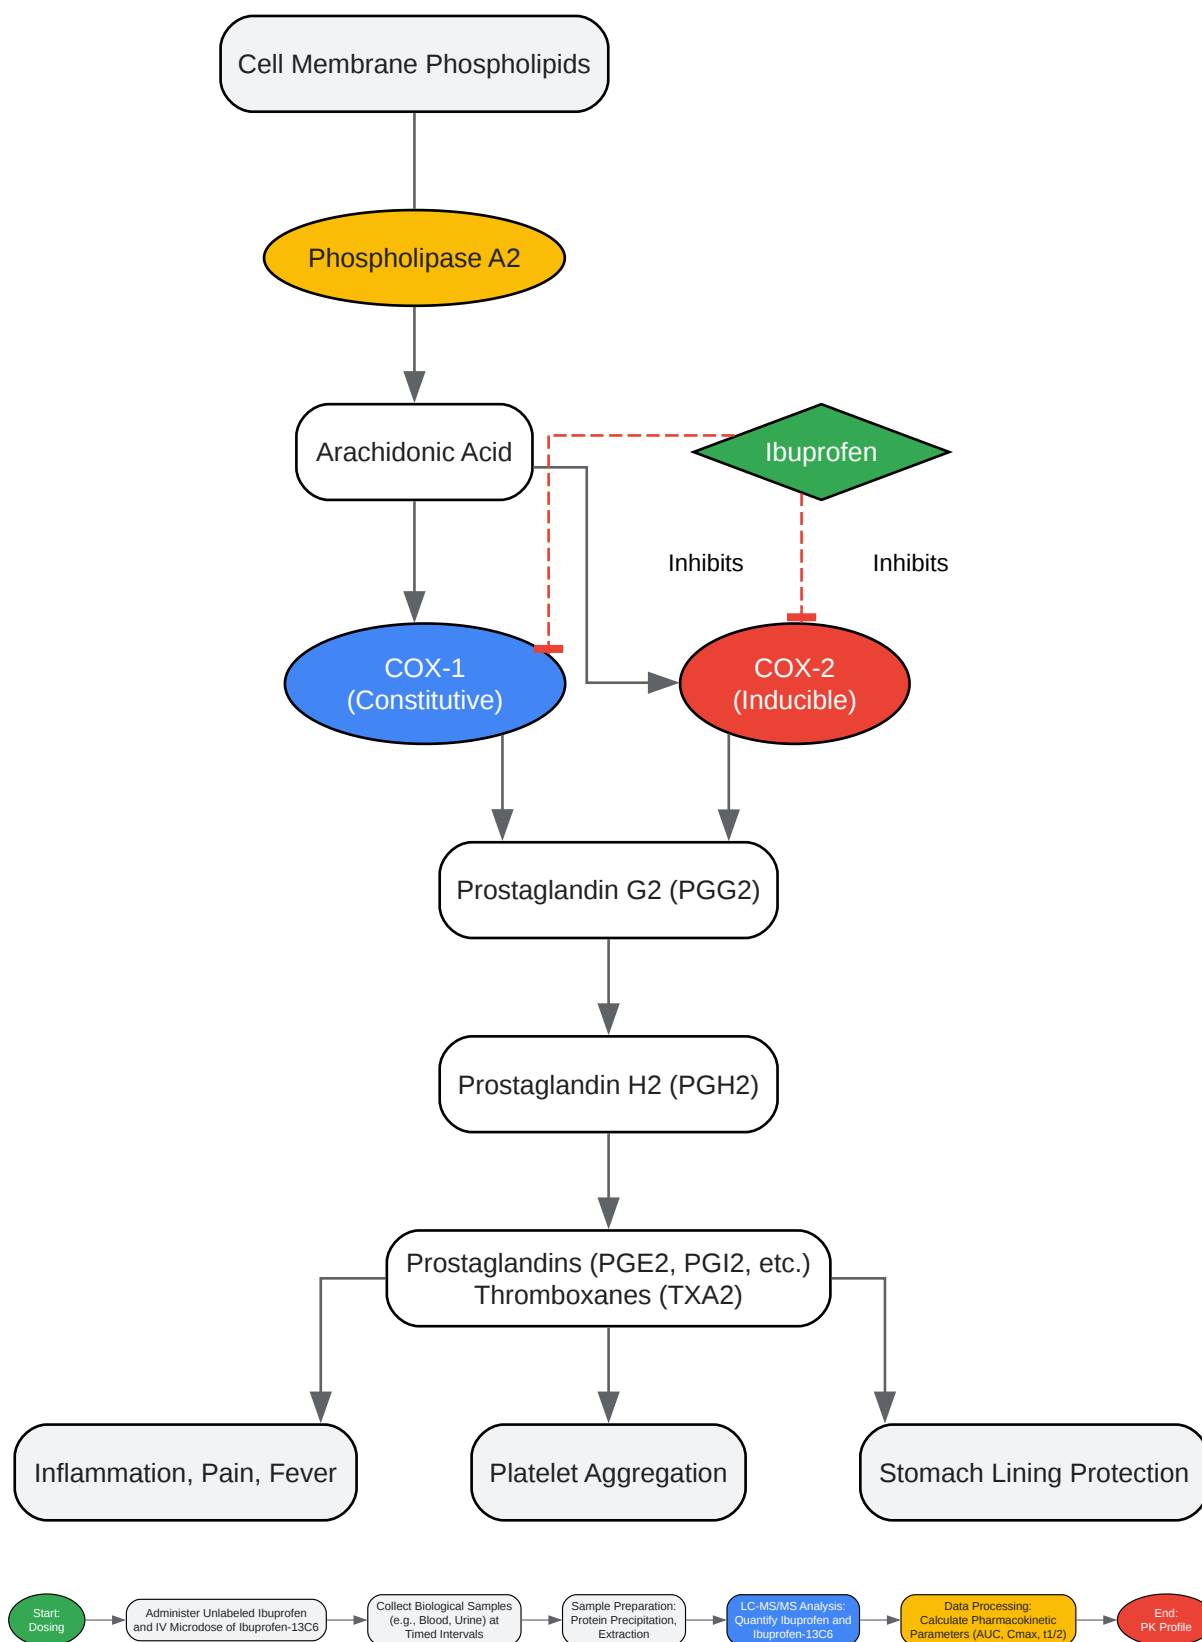 Cell Membrane Phospholipids
Phospholipase A2
Arachidonic Acid
Ibuprofen
Inhibits
Inhibits
COX-1
(Constitutive)
COX-2
(Inducible)
Prostaglandin G2 (PGG2)
Prostaglandin H2 (PGH2)
Prostaglandins (PGE2, PGI2, etc.)
Thromboxanes (TXA2)
Inflammation, Pain, Fever
Platelet Aggregation
Stomach Lining Protection
Start:
Dosing
Administer Unlabeled Ibuprofen
and IV Microdose of Ibuprofen-13C6
Collect Biological Samples
(e.g., Blood, Urine) at
Timed Intervals
Sample Preparation:
Protein Precipitation,
Extraction
LC-MS/MS Analysis:
Quantify Ibuprofen and
Ibuprofen-13C6
Data Processing:
Calculate Pharmacokinetic
Parameters (AUC, Cmax, t1/2)
End:
PK Profile